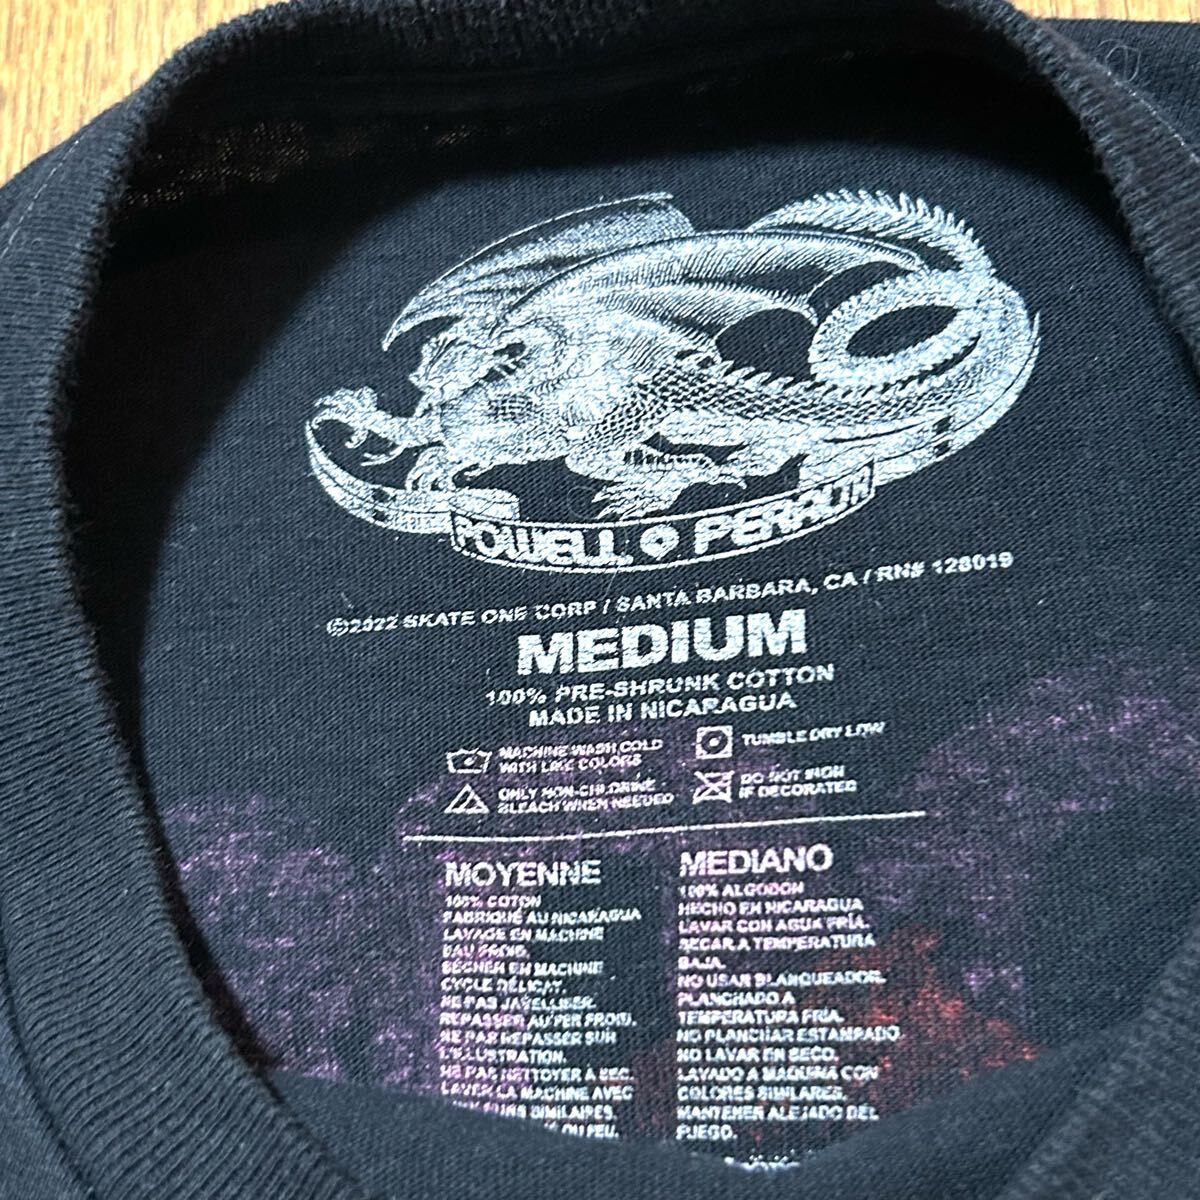 POWELL PERALTA
©2022 SKATE ONE CORP / SANTA BARBARA, CA / RN# 128019
MEDIUM
100% PRE-SHRUNK COTTON
MADE IN NICARAGUA
MACHINE WASH COLD
WITH LIKE COLORS
TUMBLE DRY LOW
ONLY NON-CHLORINE
BLEACH WHEN NEEDED
DO NOT IRON
IF DECORATED
MOYENNE
100% COTON
FABRIQUÉ AU NICARAGUA
LAVAGE EN MACHINE
EAU FROID.
SÉCHER EN MACHINE
CYCLE DÉLICAT.
NE PAS JAVELLISER.
REPASSER AU FER FROID.
NE PAS REPASSER SUR
L'ILLUSTRATION.
NE PAS NETTOYER À SEC.
LAVER LA MACHINE AVEC
SIMILAIRES.
DU FEU.
MEDIANO
100% ALGODON
HECHO EN NICARAGUA
LAVAR CON AGUA FRÍA.
SECAR A TEMPERATURA
BAJA.
NO USAR BLANQUEADOR.
PLANCHADO A
TEMPERATURA FRÍA.
NO PLANCHAR ESTAMPADO
NO LAVAR EN SECO.
LAVADO A MAQUINA CON
COLORES SIMILARES.
MANTENER ALEJADO DEL
FUEGO.